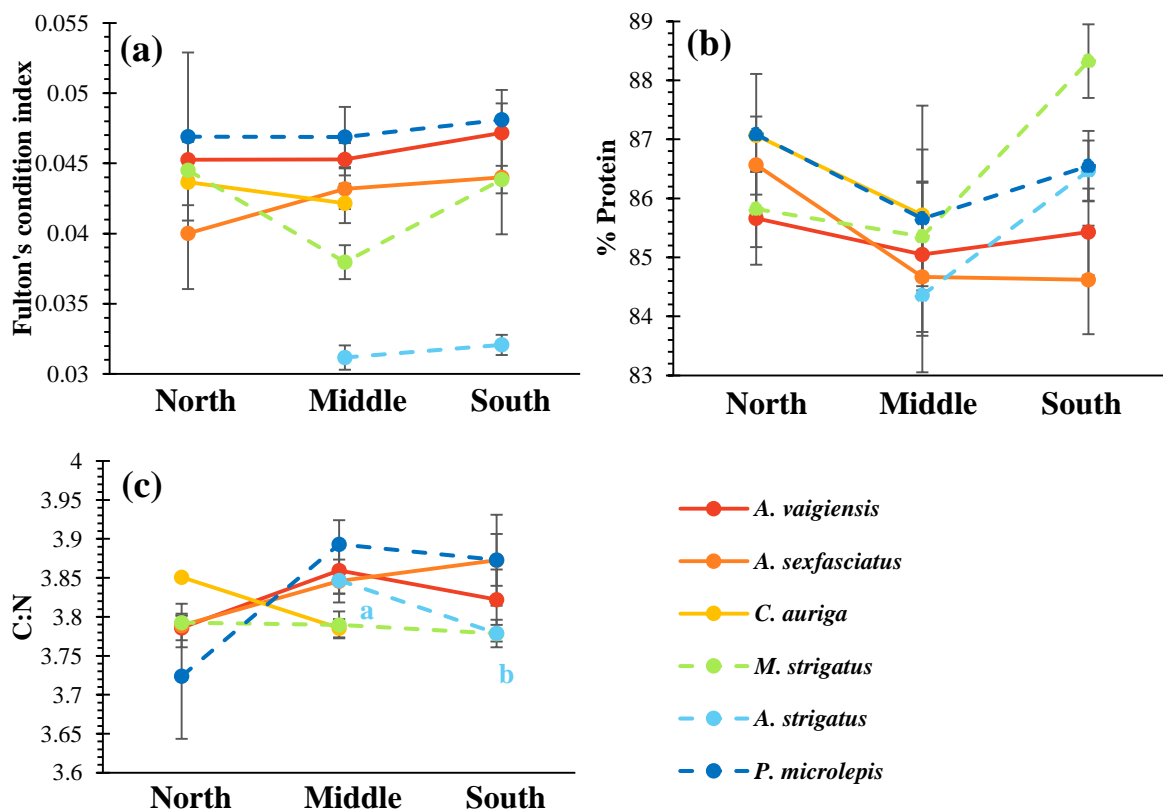 (a)
Fulton's condition index
0.055
0.05
0.045
0.04
0.035
0.03
North Middle South
(b)
% Protein
89
88
87
86
85
84
83
North Middle South
(c)
C:N
4
3.95
3.9
3.85
3.8
3.75
3.7
3.65
3.6
a
b
North Middle South
A. vaigiensis
A. sexfasciatus
C. auriga
M. strigatus
A. strigatus
P. microlepis